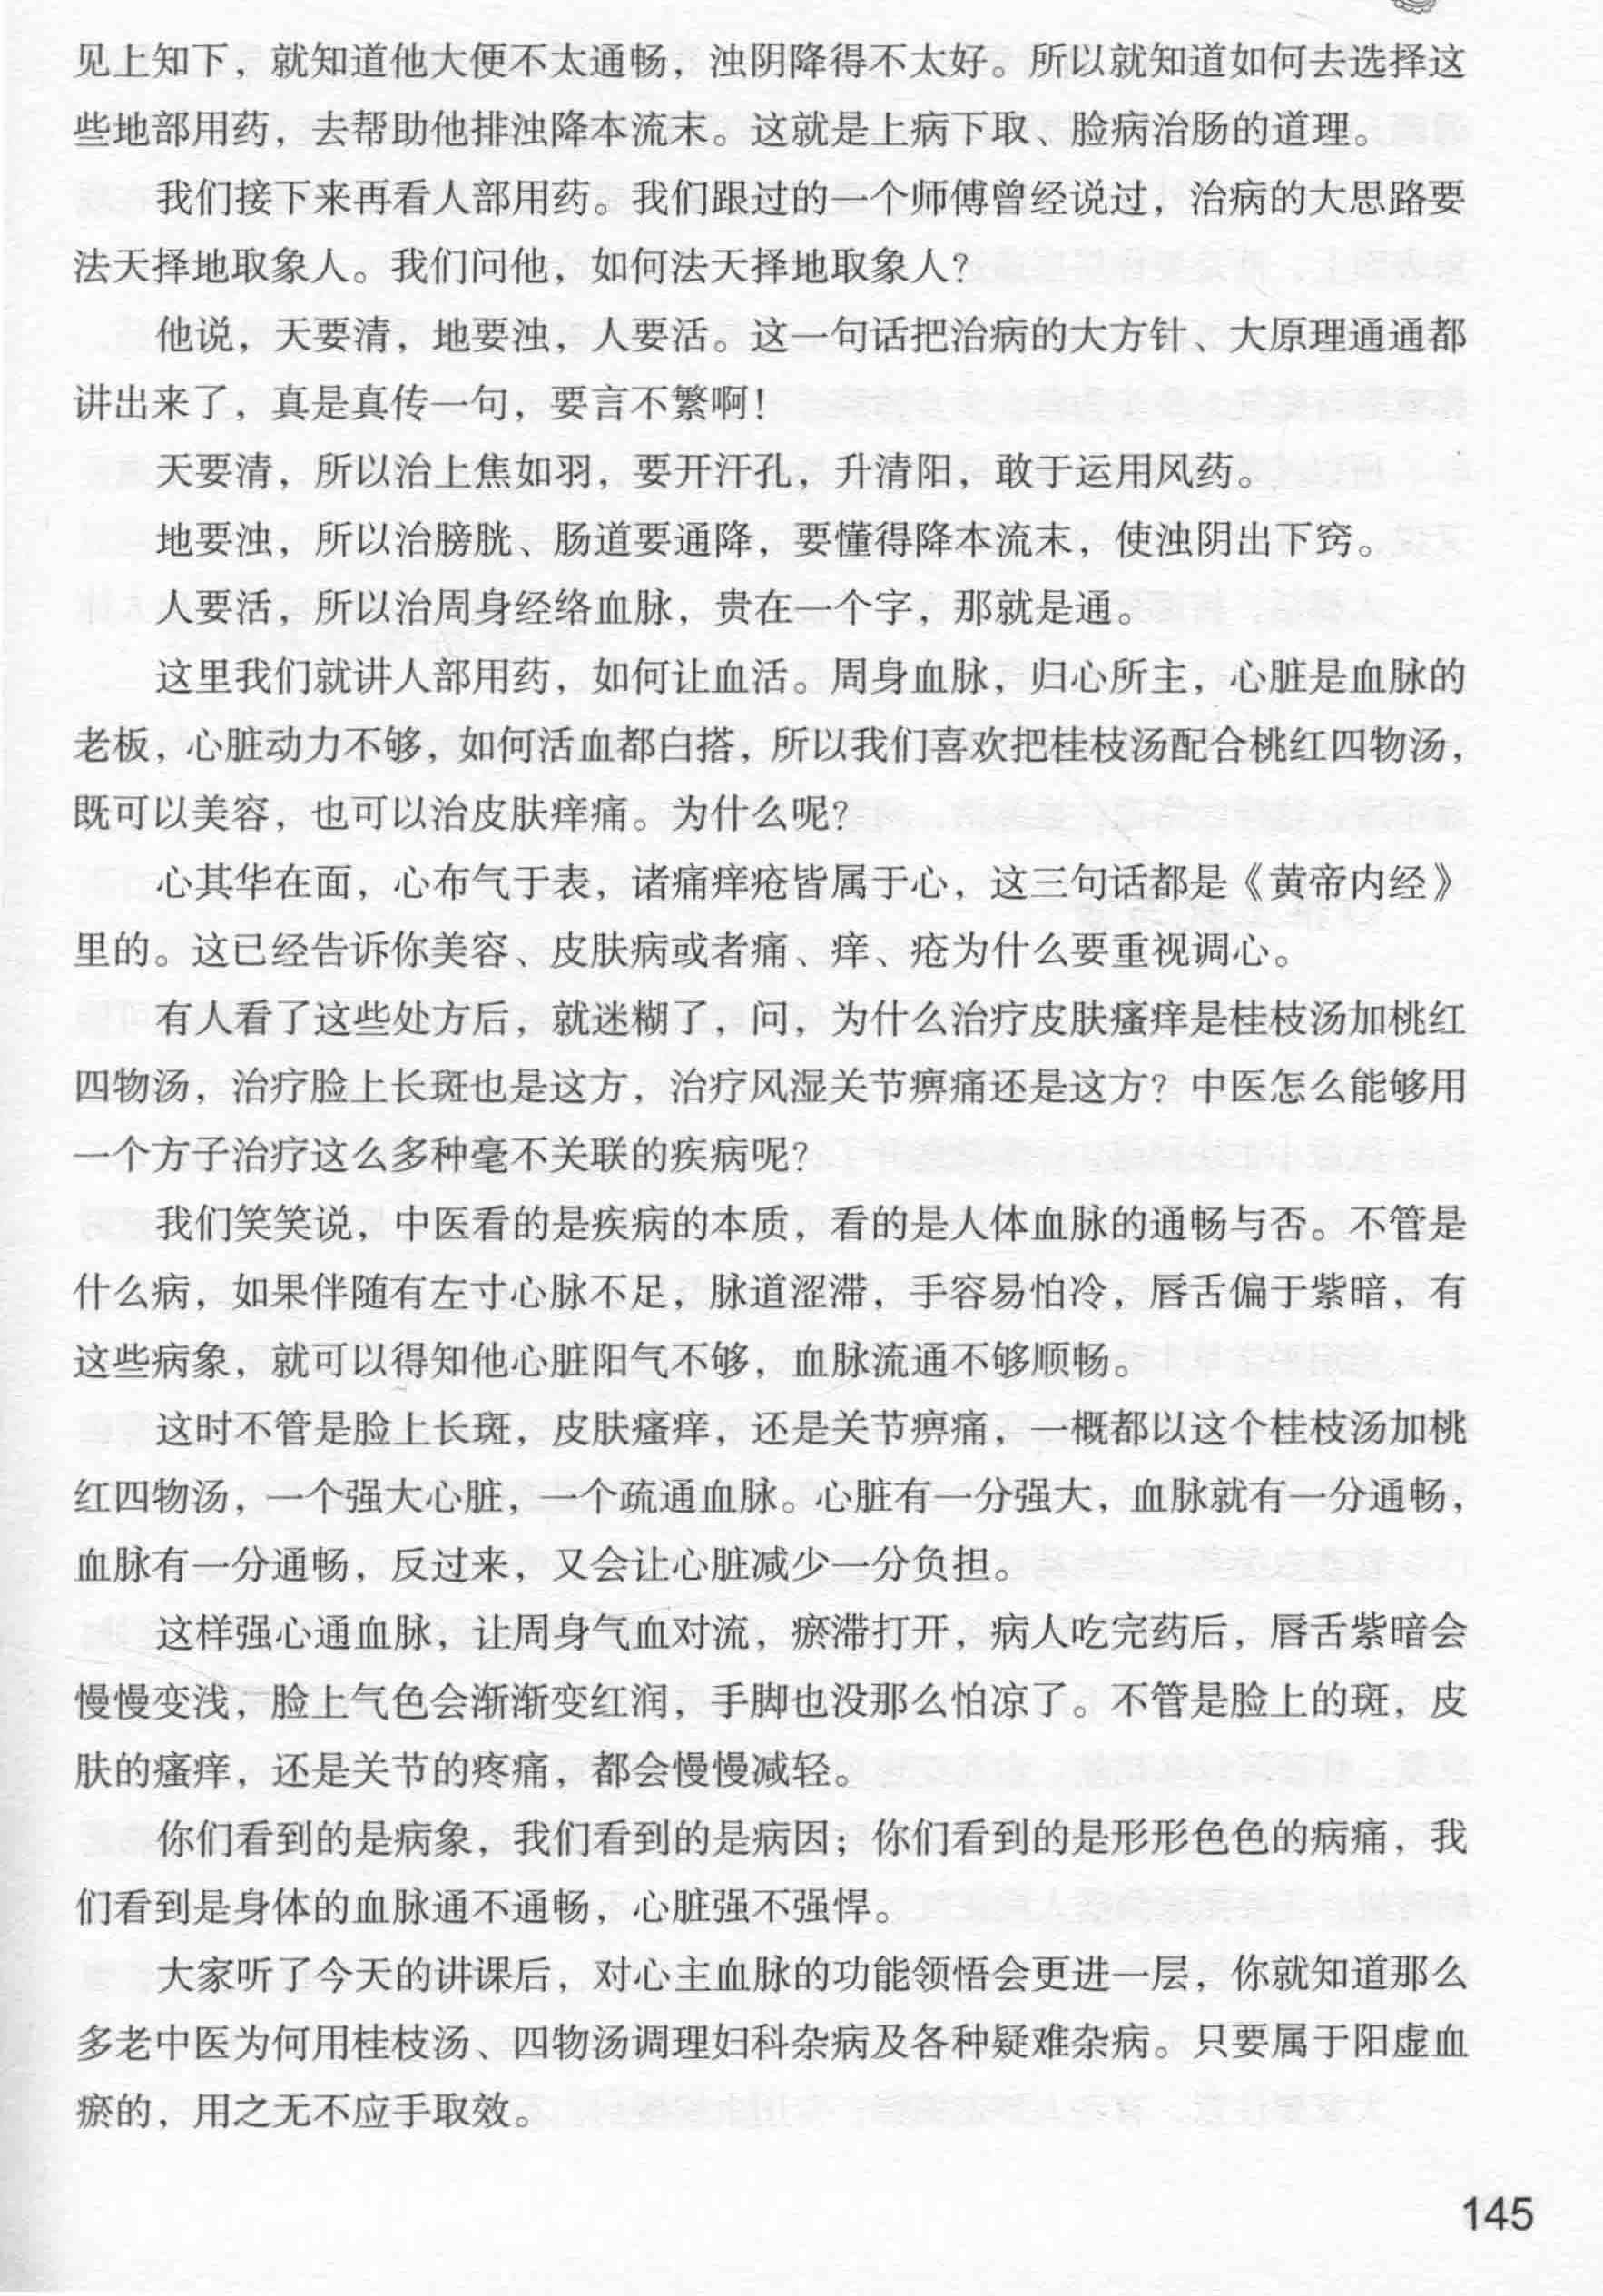 见上知下，就知道他大便不太通畅，浊阴降得不太好。所以就知道如何去选择这
些地部用药，去帮助他排浊降本流末。这就是上病下取、脸病治肠的道理。
我们接下来再看人部用药。我们跟过的一个师傅曾经说过，治病的大思路要
法天择地取象人。我们问他，如何法天择地取象人？
他说，天要清，地要浊，人要活。这一句话把治病的大方针、大原理通通都
讲出来了，真是真传一句，要言不繁啊！
天要清，所以治上焦如羽，要开汗孔，升清阳，敢于运用风药。
地要浊，所以治膀胱、肠道要通降，要懂得降本流末，使浊阴出下窍。
人要活，所以治周身经络血脉，贵在一个字，那就是通。
这里我们就讲人部用药，如何让血活。周身血脉，归心所主，心脏是血脉的
老板，心脏动力不够，如何活血都白搭，所以我们喜欢把桂枝汤配合桃红四物汤，
既可以美容，也可以治皮肤痒痛。为什么呢？
心其华在面，心布气于表，诸痛痒疮皆属于心，这三句话都是《黄帝内经》
里的。这已经告诉你美容、皮肤病或者痛、痒、疮为什么要重视调心。
有人看了这些处方后，就迷糊了，问，为什么治疗皮肤瘙痒是桂枝汤加桃红
四物汤，治疗脸上长斑也是这方，治疗风湿关节痹痛还是这方？中医怎么能够用
一个方子治疗这么多种毫不关联的疾病呢？
我们笑笑说，中医看的是疾病的本质，看的是人体血脉的通畅与否。不管是
什么病，如果伴随有左寸心脉不足，脉道涩滞，手容易怕冷，唇舌偏于紫暗，有
这些病象，就可以得知他心脏阳气不够，血脉流通不够顺畅。
这时不管是脸上长斑，皮肤瘙痒，还是关节痹痛，一概都以这个桂枝汤加桃
红四物汤，一个强大心脏，一个疏通血脉。心脏有一分强大，血脉就有一分通畅，
血脉有一分通畅，反过来，又会让心脏减少一分负担。
这样强心通血脉，让周身气血对流，瘀滞打开，病人吃完药后，唇舌紫暗会
慢慢变浅，脸上气色会渐渐变红润，手脚也没那么怕凉了。不管是脸上的斑，皮
肤的瘙痒，还是关节的疼痛，都会慢慢减轻。
你们看到的是病象，我们看到的是病因；你们看到的是形形色色的病痛，我
们看到是身体的血脉通不通畅，心脏强不强悍。
大家听了今天的讲课后，对心主血脉的功能领悟会更进一层，你就知道那么
多老中医为何用桂枝汤、四物汤调理妇科杂病及各种疑难杂病。只要属于阳虚血
瘀的，用之无不应手取效。
145